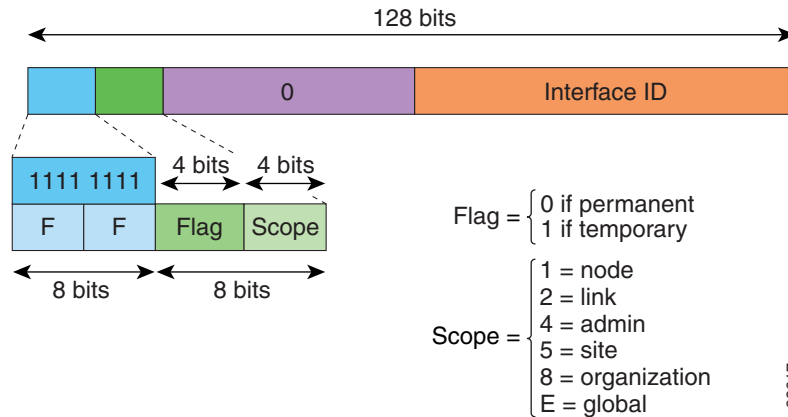 128 bits
0 Interface ID
4 bits 4 bits
1111 1111
F F Flag Scope
8 bits 8 bits
Flag =
0 if permanent
1 if temporary
Scope =
1 = node
2 = link
4 = admin
5 = site
8 = organization
E = global